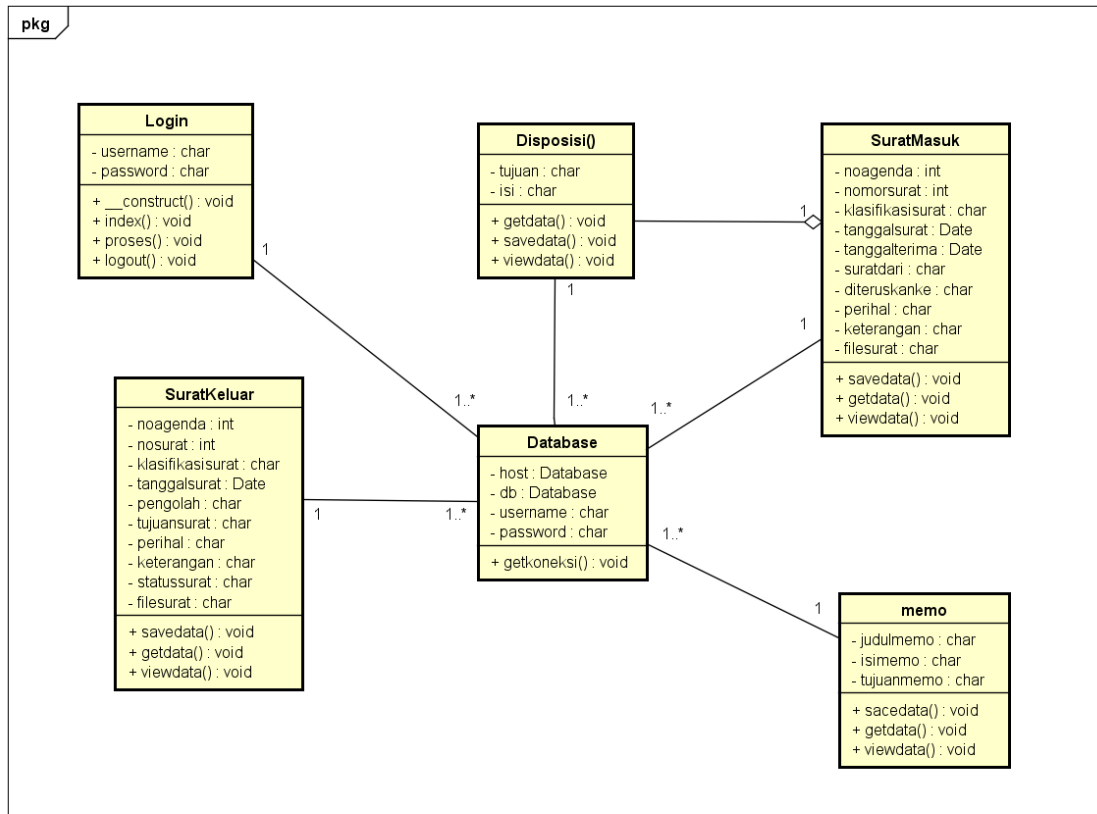 pkg
Login
- username : char
- password : char
+ __construct() : void
+ index() : void
+ proses() : void
+ logout() : void
1
1..*
Disposisi()
- tujuan : char
- isi : char
+ getdata() : void
+ savedata() : void
+ viewdata() : void
1
1..*
1
SuratMasuk
- noagenda : int
- nomorsurat : int
- klasifikasisurat : char
- tanggalsurat : Date
- tanggalterima : Date
- suratdari : char
- diteruskanke : char
- perihal : char
- keterangan : char
- filesurat : char
+ savedata() : void
+ getdata() : void
+ viewdata() : void
1
1..*
SuratKeluar
- noagenda : int
- nosurat : int
- klasifikasisurat : char
- tanggalsurat : Date
- pengolah : char
- tujuansurat : char
- perihal : char
- keterangan : char
- statussurat : char
- filesurat : char
+ savedata() : void
+ getdata() : void
+ viewdata() : void
1
1..*
Database
- host : Database
- db : Database
- username : char
- password : char
+ getkoneksi() : void
1..*
1
memo
- judulmemo : char
- isimemo : char
- tujuanmemo : char
+ sacedata() : void
+ getdata() : void
+ viewdata() : void